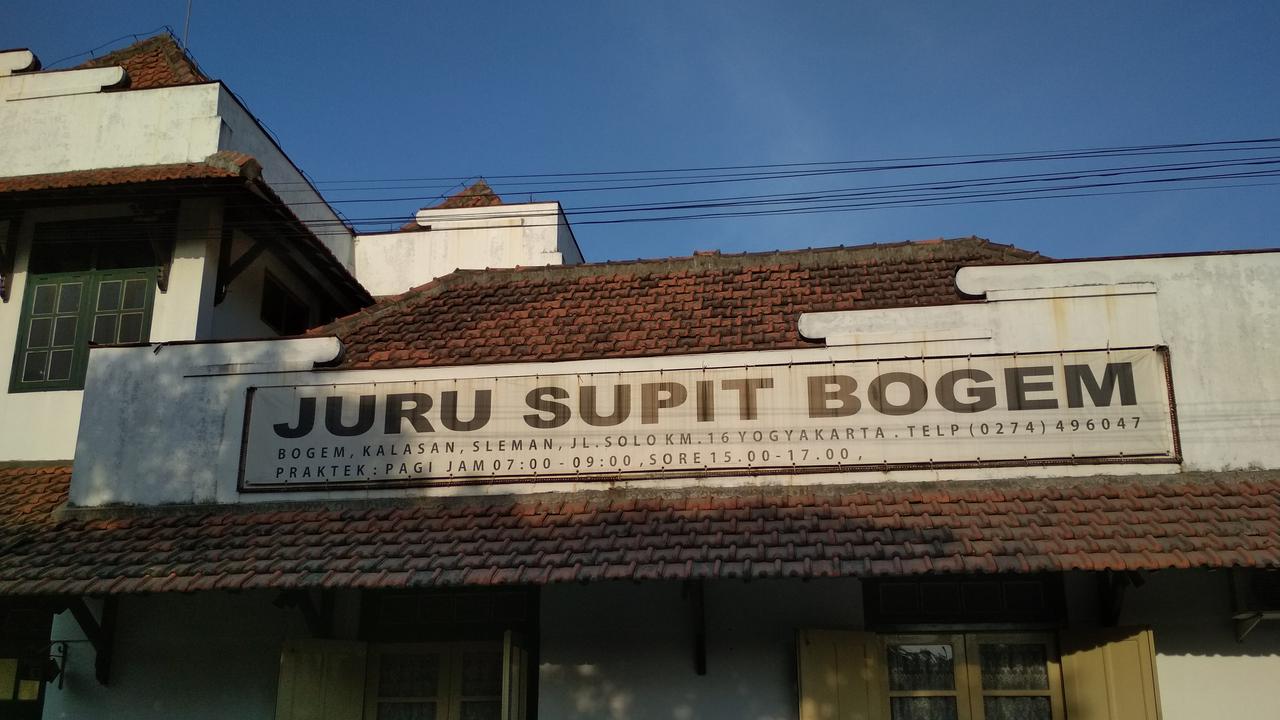 JURU SUPIT BOGEM
BOGEM, KALASAN, SLEMAN, JL. SOLO KM. 16 YOGYAKARTA. TELP (0274) 496047
PRAKTEK: PAGI JAM 07:00-09:00, SORE 15.00-17.00,